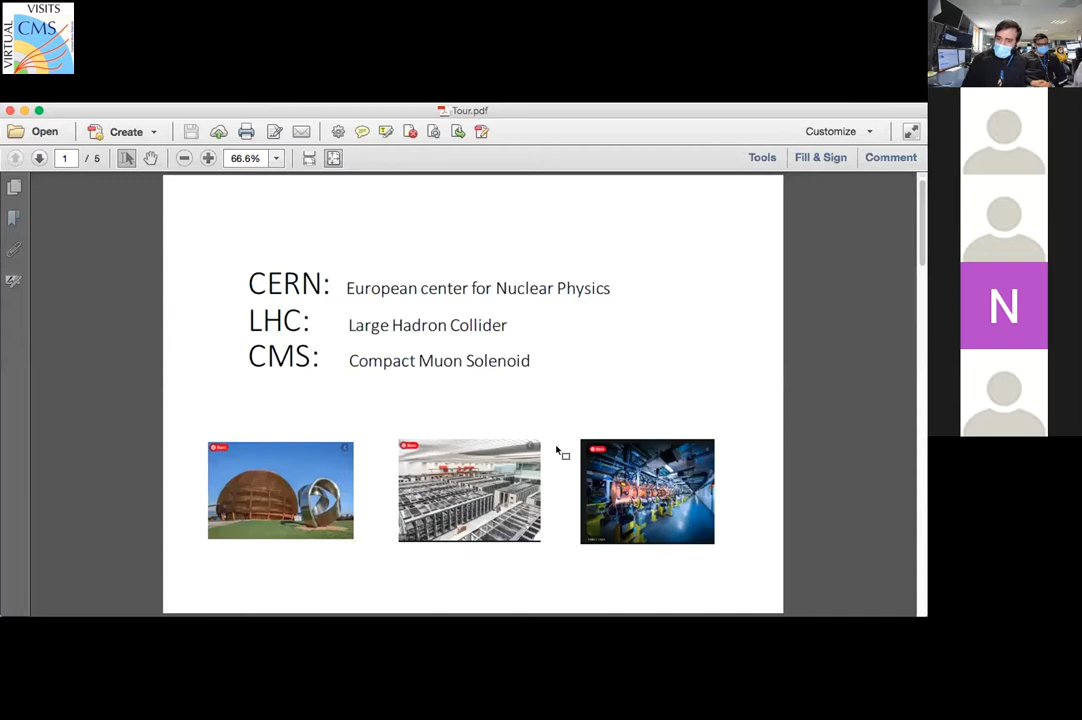 VISITS
CMS
VIRTUAL
Tour.pdf
Open
Create
Customize
1 / 5
66.6%
Tools
Fill & Sign
Comment
CERN: European center for Nuclear Physics
LHC: Large Hadron Collider
CMS: Compact Muon Solenoid
N